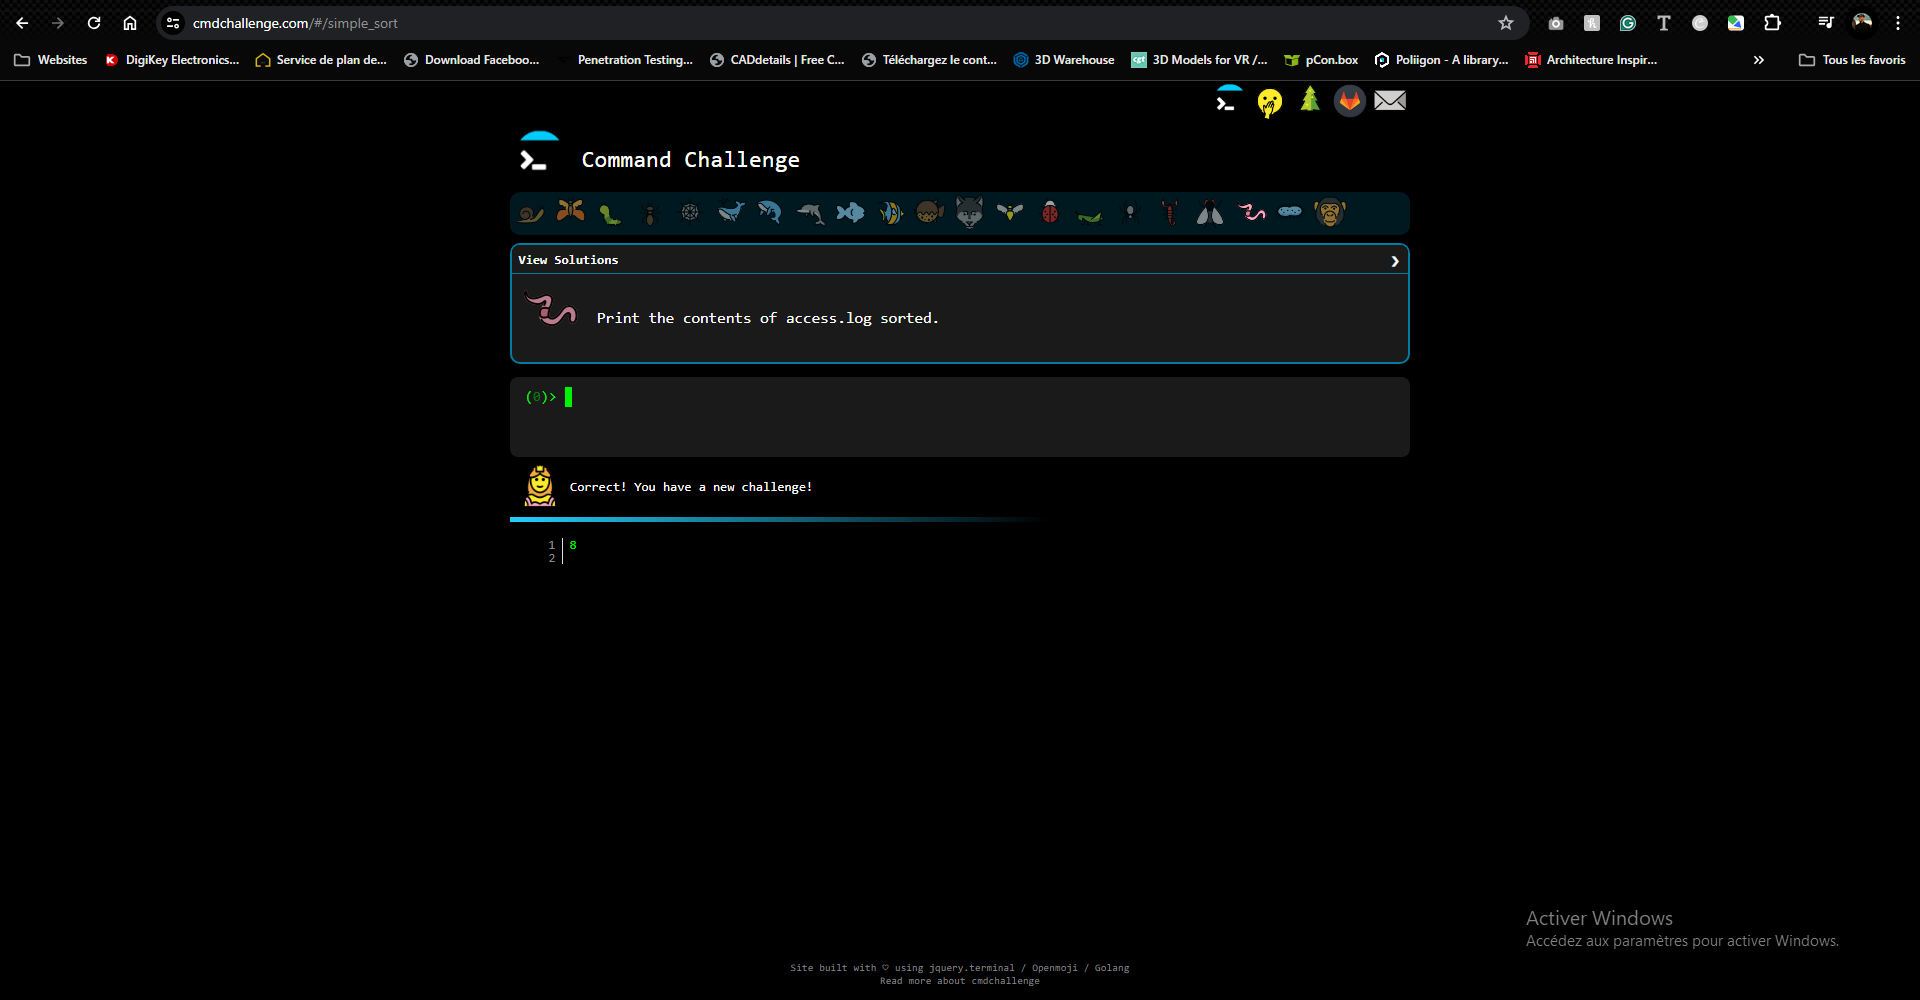 cmdchallenge.com/#/simple_sort
Websites
DigiKey Electronics...
Service de plan de...
Download Faceboo...
Penetration Testing...
CADdetails | Free C...
Téléchargez le cont...
3D Warehouse
3D Models for VR /...
pCon.box
Poliigon - A library...
Architecture Inspir...
Tous les favoris
Command Challenge
View Solutions
Print the contents of access.log sorted.
(0)>
Correct! You have a new challenge!
1 8
2
Activer Windows
Accédez aux paramètres pour activer Windows.
Site built with ♡ using jquery.terminal / Openmoji / Golang
Read more about cmdchallenge